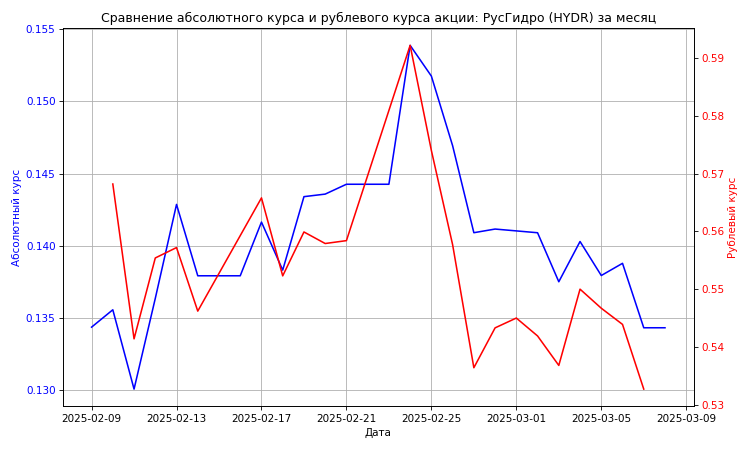 Сравнение абсолютного курса и рублевого курса акции: РусГидро (HYDR) за месяц
0.155
0.150
0.145
0.140
0.135
0.130
Абсолютный курс
0.59
0.58
0.57
0.56
0.55
0.54
0.53
Рублевый курс
2025-02-09 2025-02-13 2025-02-17 2025-02-21 2025-02-25 2025-03-01 2025-03-05 2025-03-09
Дата